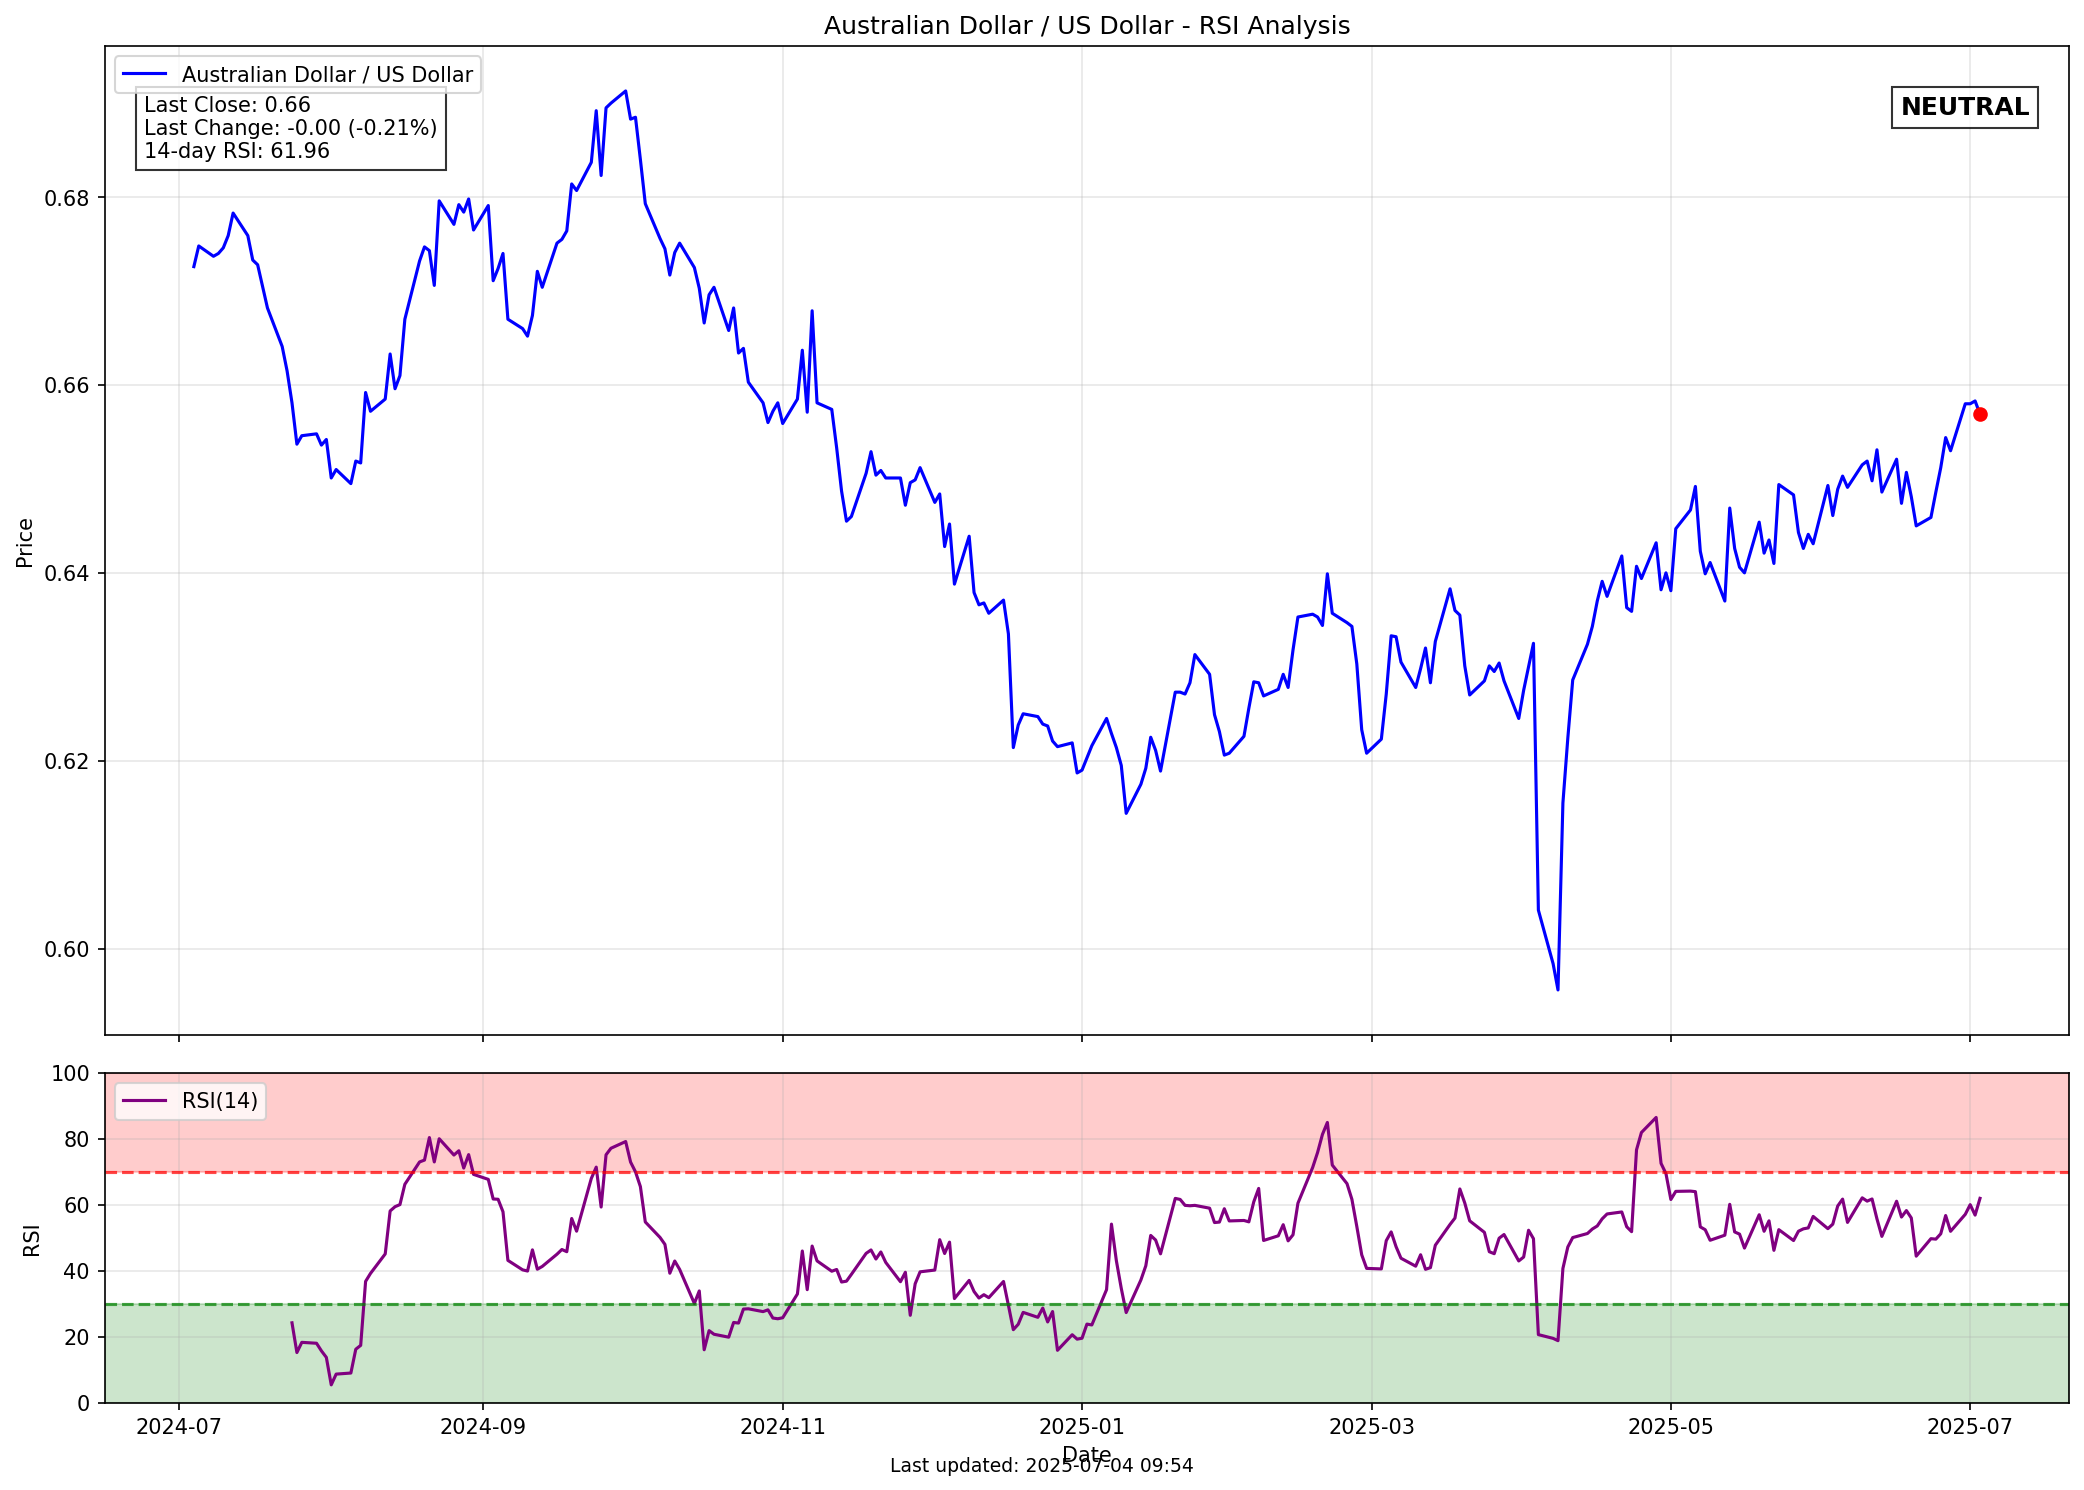 Australian Dollar / US Dollar - RSI Analysis
Australian Dollar / US Dollar
Last Close: 0.66
Last Change: -0.00 (-0.21%)
14-day RSI: 61.96
NEUTRAL
Price
0.68
0.66
0.64
0.62
0.60
RSI(14)
RSI
100
80
60
40
20
0
2024-07 2024-09 2024-11 2025-01 2025-03 2025-05 2025-07
Date
Last updated: 2025-07-04 09:54